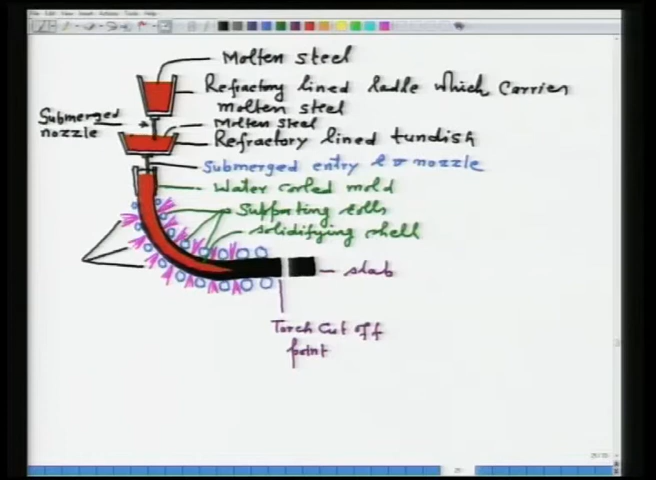 Molten steel
Refractory lined ladle which carries
molten steel
Submerged
nozzle
Molten steel
Refractory lined tundish
Submerged entry nozzle
Water cooled mold
Supporting rolls
solidifying shell
slab
Torch cut off
point